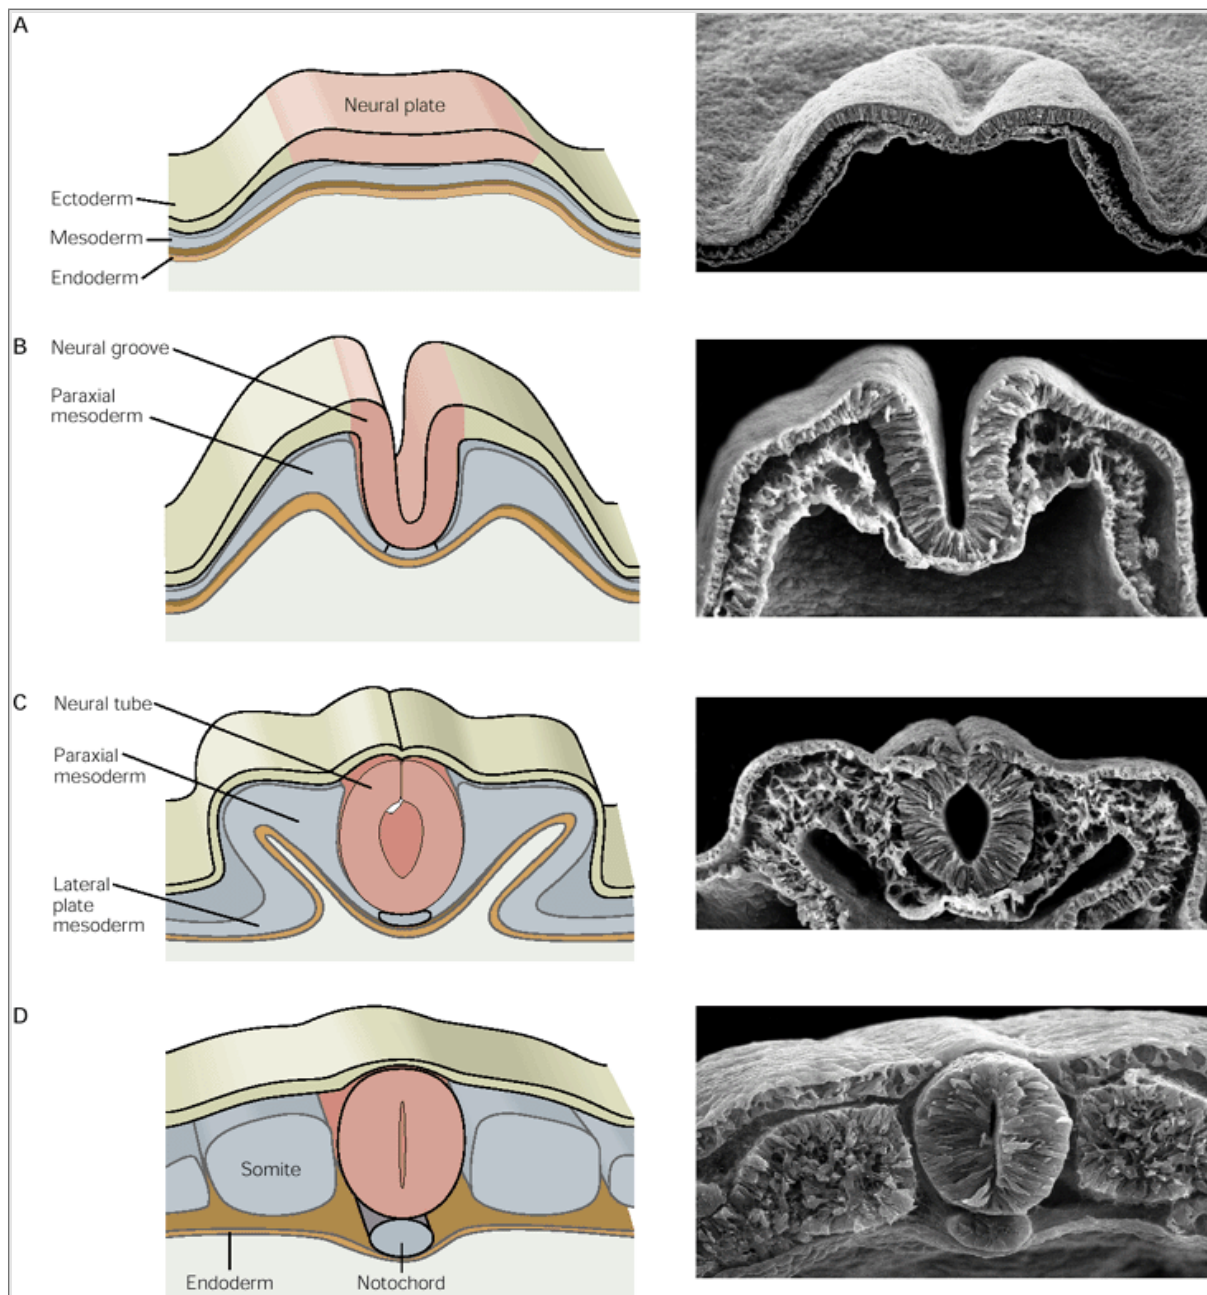 A
Neural plate
Ectoderm
Mesoderm
Endoderm
B
Neural groove
Paraxial
mesoderm
C
Neural tube
Paraxial
mesoderm
Lateral
plate
mesoderm
D
Somite
Endoderm
Notochord